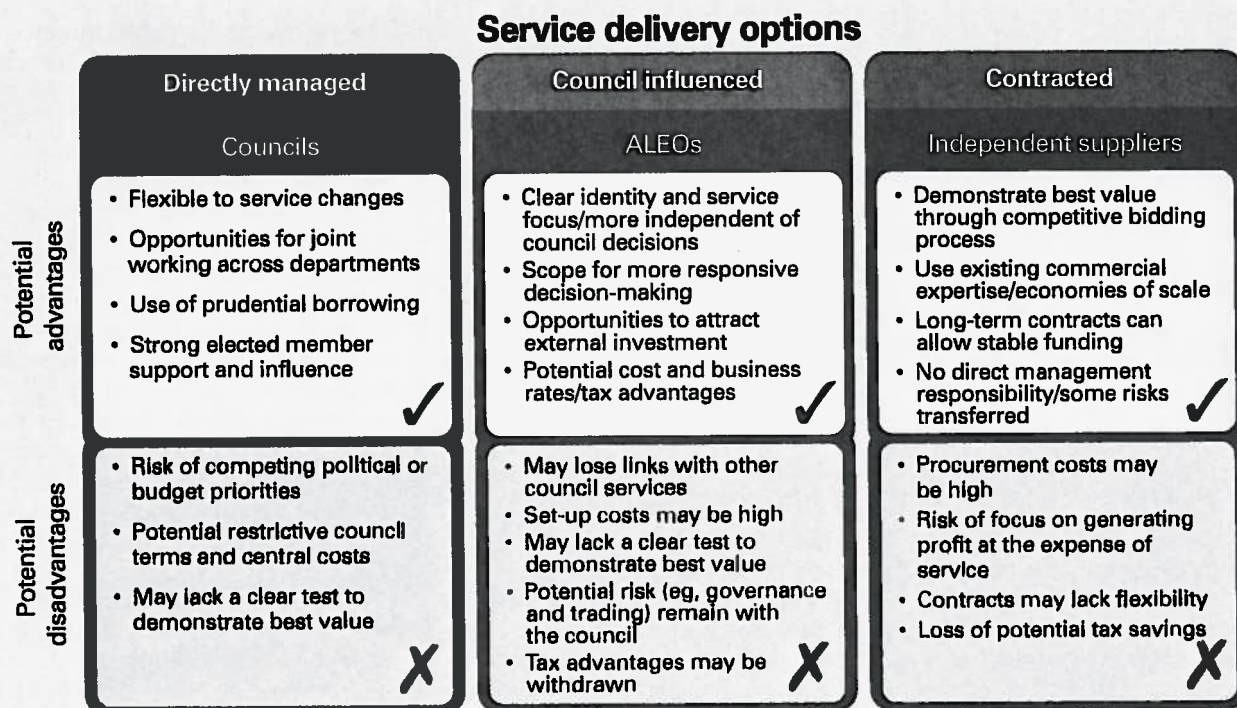 Service delivery options
Directly managed
Councils
Council influenced
ALEOs
Contracted
Independent suppliers
Potential
advantages
• Flexible to service changes
• Opportunities for joint
working across departments
• Use of prudential borrowing
• Strong elected member
support and influence
✓
• Clear identity and service
focus/more independent of
council decisions
• Scope for more responsive
decision-making
• Opportunities to attract
external investment
• Potential cost and business
rates/tax advantages
✓
• Demonstrate best value
through competitive bidding
process
• Use existing commercial
expertise/economies of scale
• Long-term contracts can
allow stable funding
• No direct management
responsibility/some risks
transferred
✓
Potential
disadvantages
• Risk of competing political or
budget priorities
• Potential restrictive council
terms and central costs
• May lack a clear test to
demonstrate best value
✗
• May lose links with other
council services
• Set-up costs may be high
• May lack a clear test to
demonstrate best value
• Potential risk (eg, governance
and trading) remain with
the council
• Tax advantages may be
withdrawn
✗
• Procurement costs may
be high
• Risk of focus on generating
profit at the expense of
service
• Contracts may lack flexibility
• Loss of potential tax savings
✗